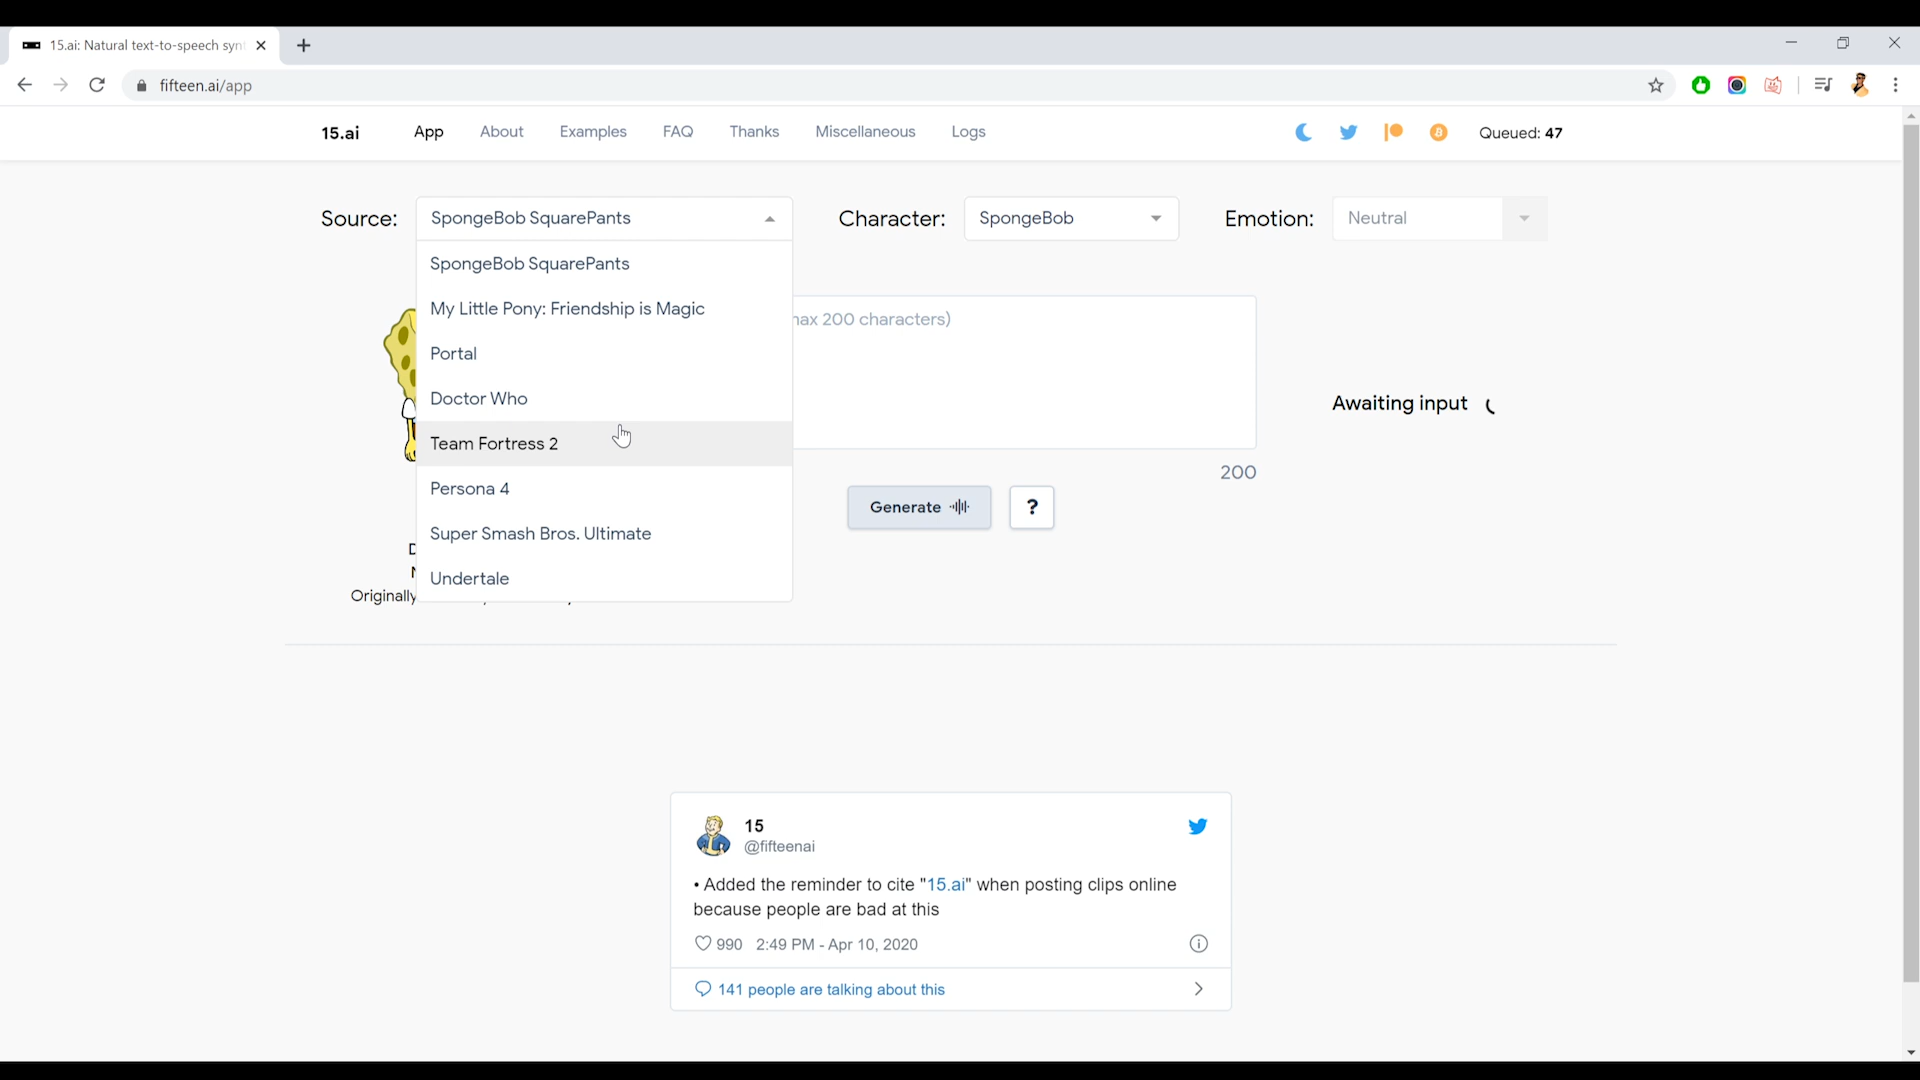 15.ai: Natural text-to-speech syn
fifteen.ai/app
15.ai App About Examples FAQ Thanks Miscellaneous Logs Queued: 47
Source: SpongeBob SquarePants Character: SpongeBob Emotion: Neutral
SpongeBob SquarePants
My Little Pony: Friendship is Magic
Portal
Doctor Who
Team Fortress 2
Persona 4
Super Smash Bros. Ultimate
Undertale
max 200 characters)
Awaiting input
200
Generate ?
Originally
15
@fifteenai
• Added the reminder to cite "15.ai" when posting clips online
because people are bad at this
990 2:49 PM - Apr 10, 2020
141 people are talking about this